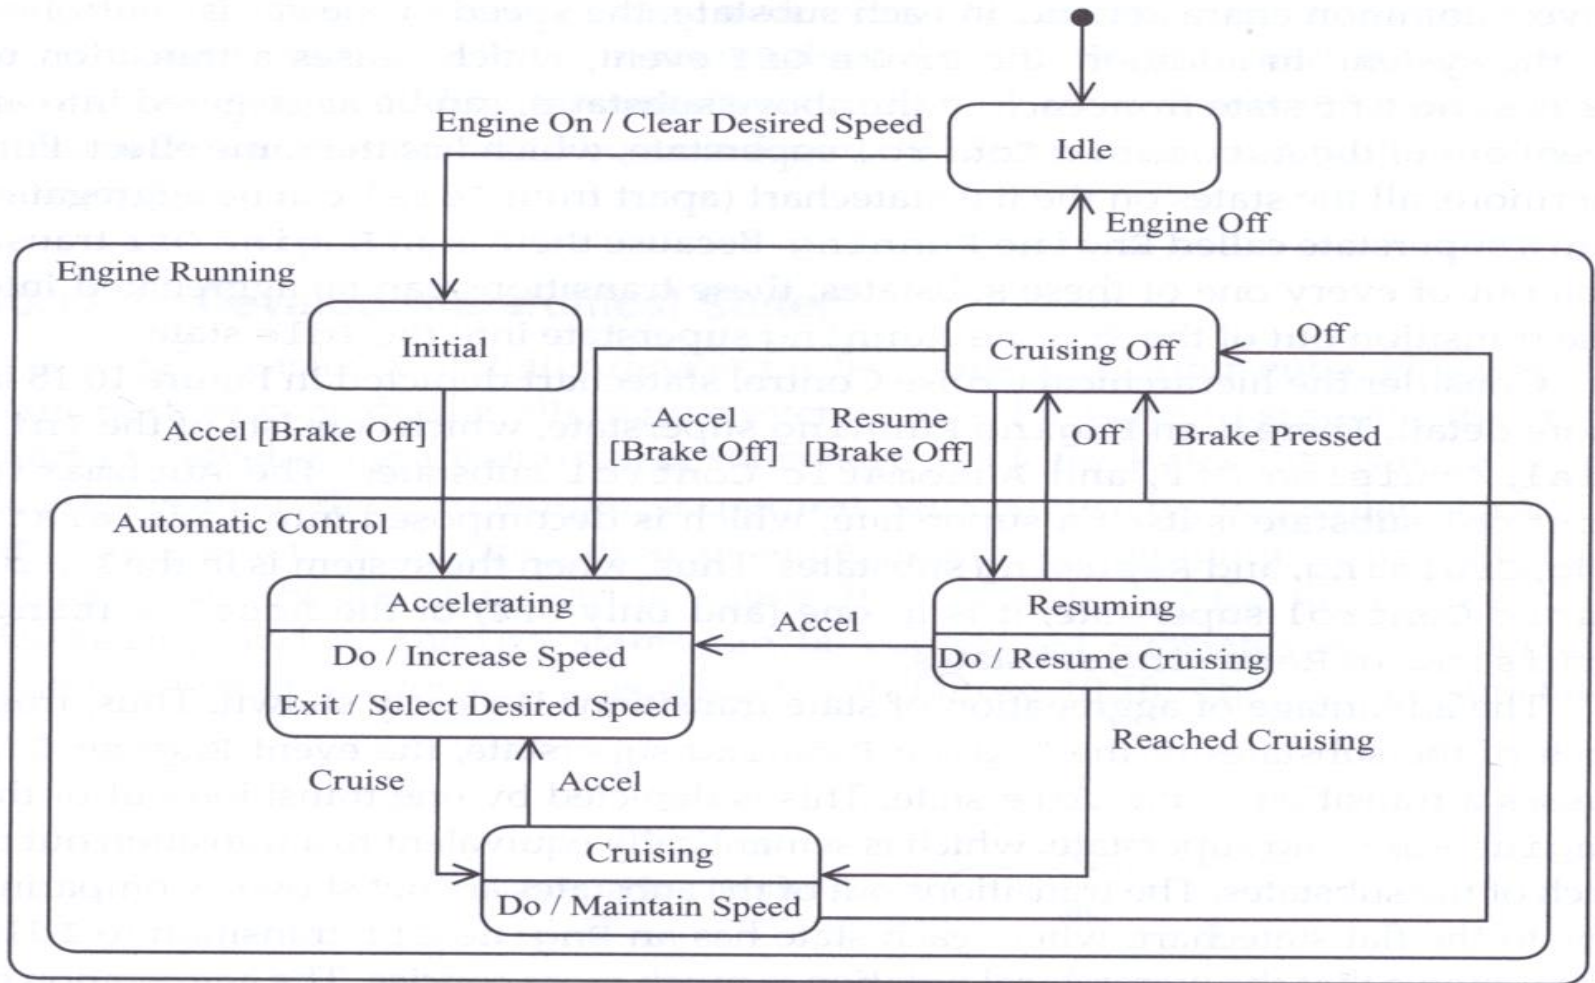 Engine On / Clear Desired Speed
Idle
Engine Off
Engine Running
Initial
Cruising Off
Off
Accel [Brake Off]
Accel
[Brake Off]
Resume
[Brake Off]
Off
Brake Pressed
Automatic Control
Accelerating
Do / Increase Speed
Exit / Select Desired Speed
Accel
Resuming
Do / Resume Cruising
Reached Cruising
Cruise
Accel
Cruising
Do / Maintain Speed